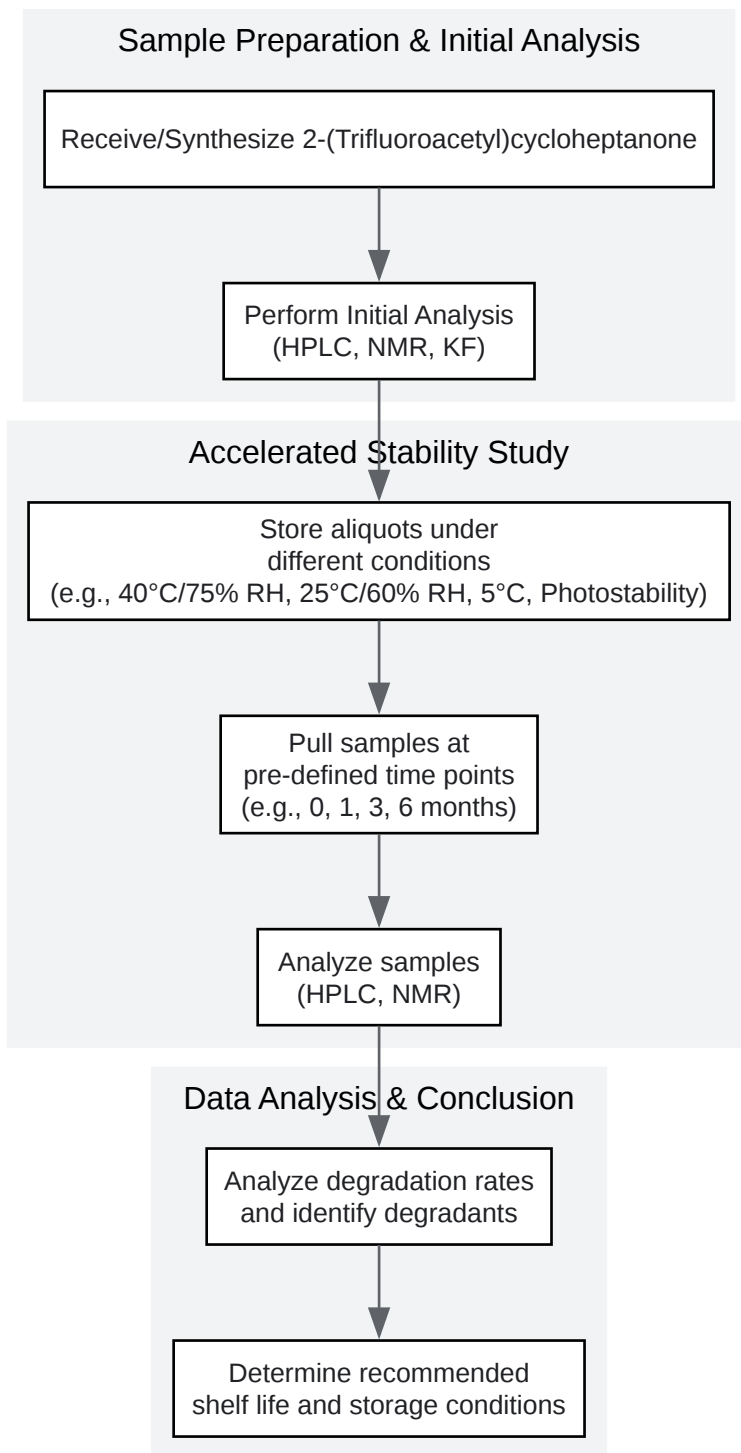 Sample Preparation & Initial Analysis
Receive/Synthesize 2-(Trifluoroacetyl)cycloheptanone
Perform Initial Analysis
(HPLC, NMR, KF)
Accelerated Stability Study
Store aliquots under
different conditions
(e.g., 40°C/75% RH, 25°C/60% RH, 5°C, Photostability)
Pull samples at
pre-defined time points
(e.g., 0, 1, 3, 6 months)
Analyze samples
(HPLC, NMR)
Data Analysis & Conclusion
Analyze degradation rates
and identify degradants
Determine recommended
shelf life and storage conditions